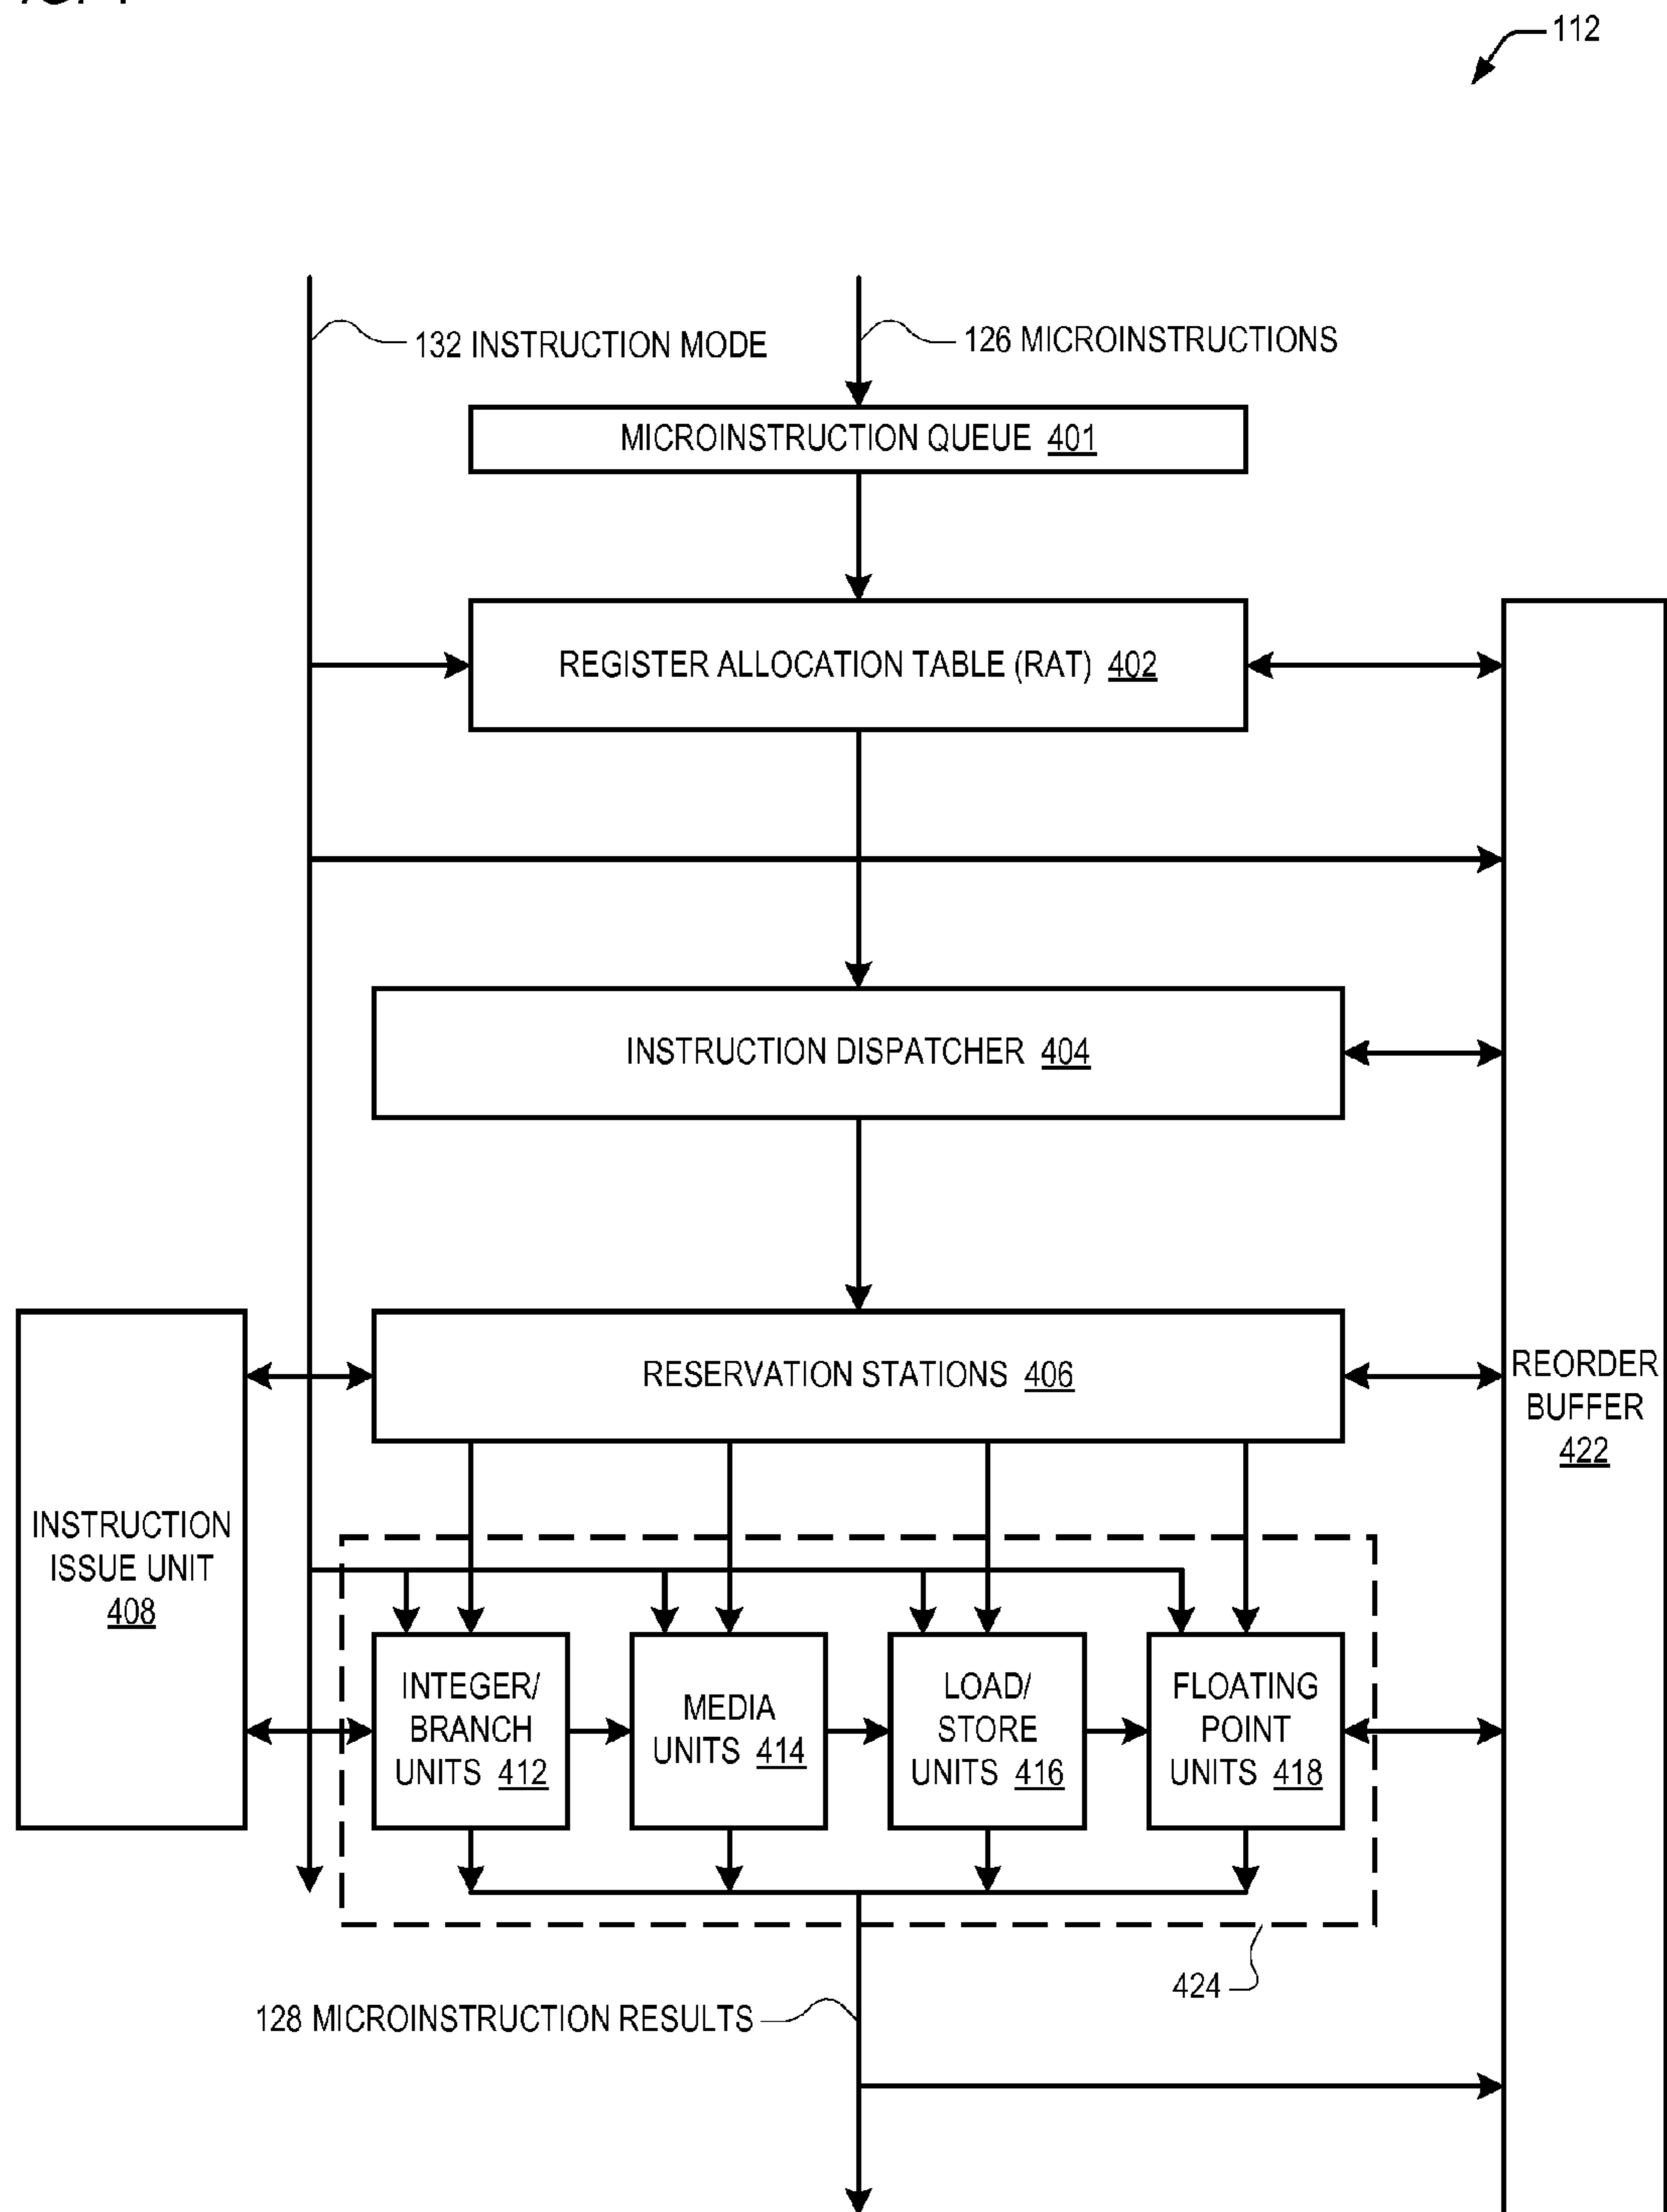 112
132 INSTRUCTION MODE
126 MICROINSTRUCTIONS
MICROINSTRUCTION QUEUE 401
REGISTER ALLOCATION TABLE (RAT) 402
INSTRUCTION DISPATCHER 404
RESERVATION STATIONS 406
REORDER
BUFFER
422
INSTRUCTION
ISSUE UNIT
408
INTEGER/
BRANCH
UNITS 412
MEDIA
UNITS 414
LOAD/
STORE
UNITS 416
FLOATING
POINT
UNITS 418
424
128 MICROINSTRUCTION RESULTS